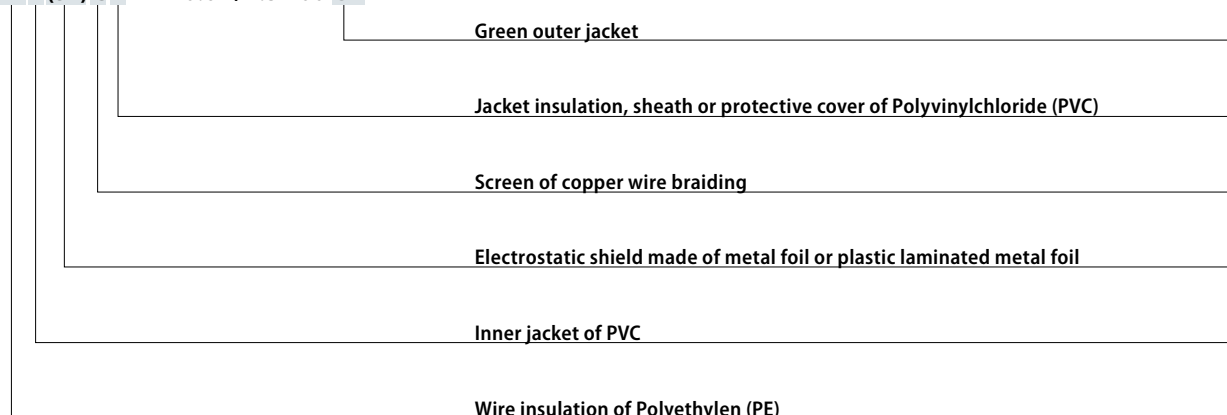 Green outer jacket
Jacket insulation, sheath or protective cover of Polyvinylchloride (PVC)
Screen of copper wire braiding
Electrostatic shield made of metal foil or plastic laminated metal foil
Inner jacket of PVC
Wire insulation of Polyethylen (PE)